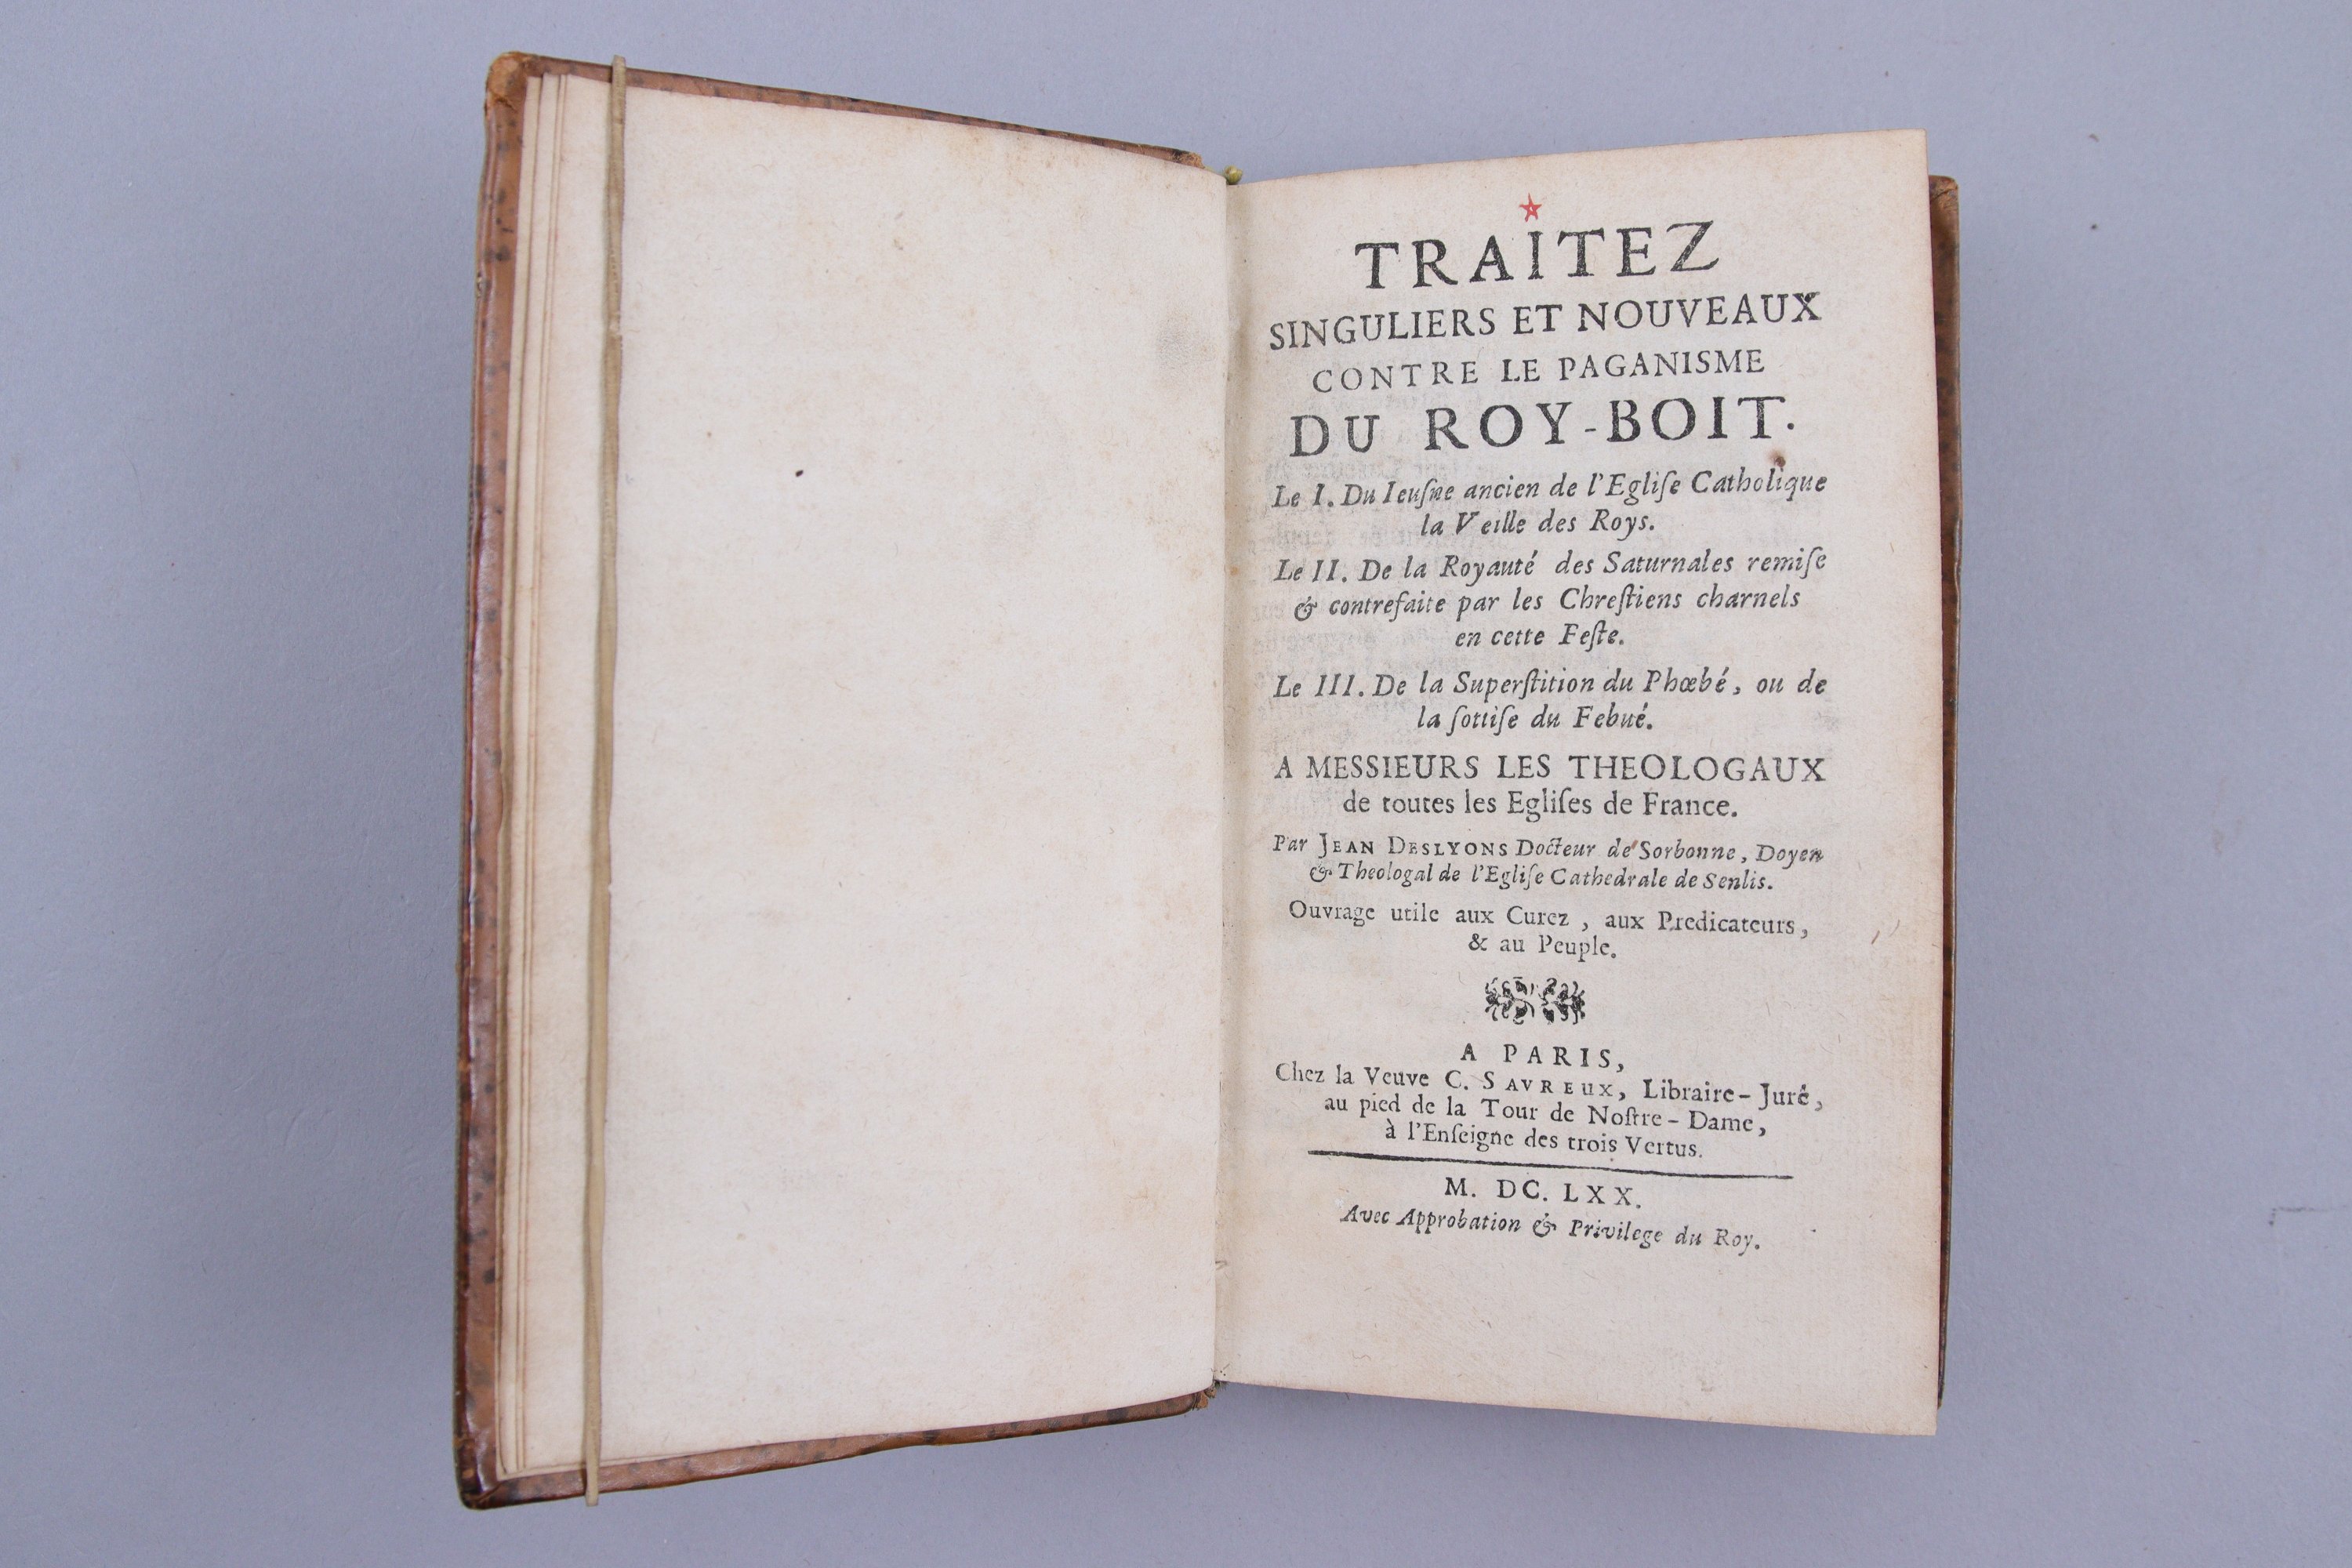 TRAITEZ
SINGULIERS ET NOUVEAUX
CONTRE LE PAGANISME
DU ROY-BOIT.
Le I. Du Ieuſne ancien de l'Egliſe Catholique
la Veille des Roys.
Le II. De la Royauté des Saturnales remiſe
& contrefaite par les Chreſtiens charnels
en cette Feſte.
Le III. De la Superſtition du Phœbé, ou de
la ſottiſe du Febué.
A MESSIEURS LES THEOLOGAUX
de toutes les Egliſes de France.
Par JEAN DESLYONS Docteur de Sorbonne, Doyen
& Theologal de l'Egliſe Cathedrale de Senlis.
Ouvrage utile aux Curez, aux Predicateurs,
& au Peuple.
A PARIS,
Chez la Veuve C. SAVREUX, Libraire-Juré,
au pied de la Tour de Noſtre-Dame,
à l'Enſeigne des trois Vertus.
M. DC. LXX.
Avec Approbation & Privilege du Roy.